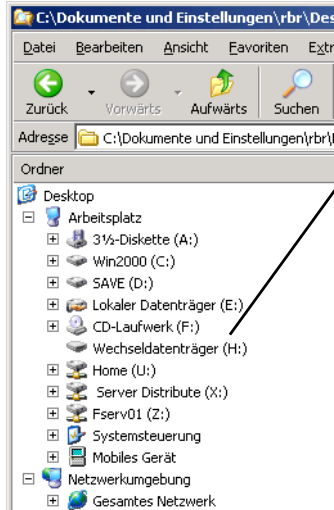 C:\Dokumente und Einstellungen\rbr\Des
Datei Bearbeiten Ansicht Favoriten Extr
Zurück Vorwärts Aufwärts Suchen
Adresse C:\Dokumente und Einstellungen\rbr\
Ordner
Desktop
Arbeitsplatz
3½-Diskette (A:)
Win2000 (C:)
SAVE (D:)
Lokaler Datenträger (E:)
CD-Laufwerk (F:)
Wechseldatenträger (H:)
Home (U:)
Server Distribute (X:)
Fserv01 (Z:)
Systemsteuerung
Mobiles Gerät
Netzwerkumgebung
Gesamtes Netzwerk